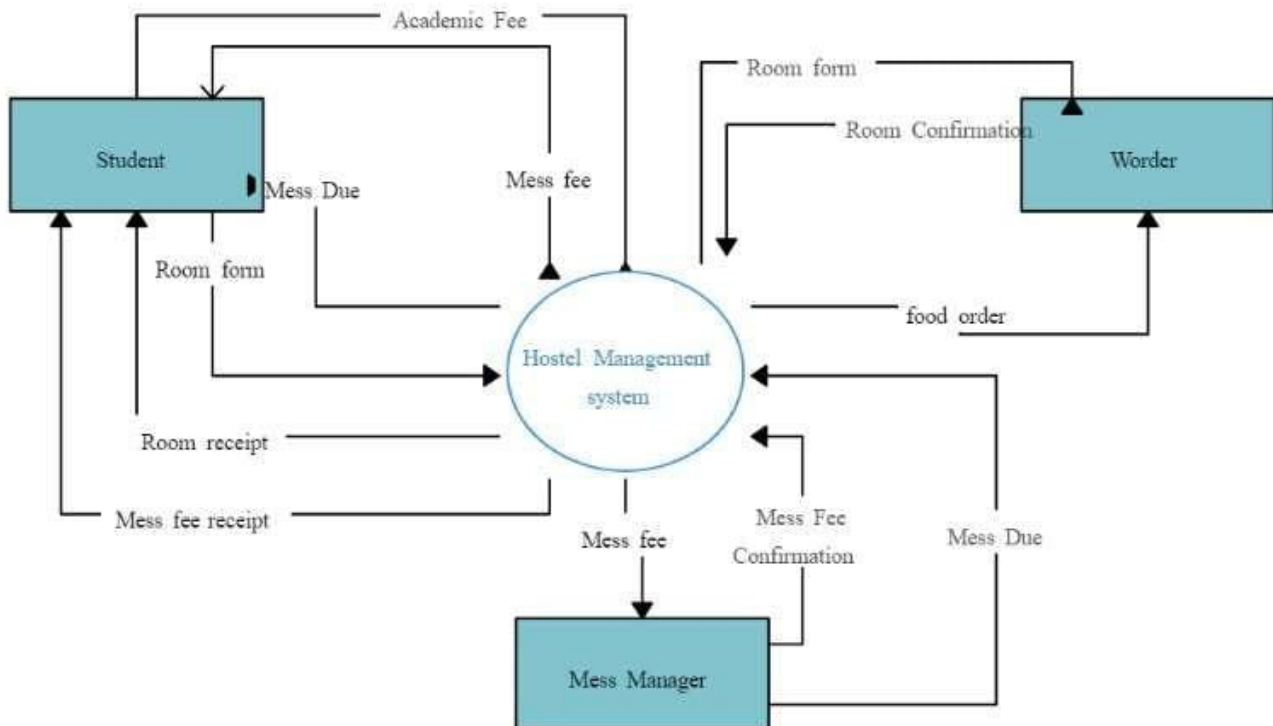 Academic Fee
Room form
Room Confirmation
Student
Worder
Mess Due
Mess fee
Room form
food order
Hostel Management
system
Room receipt
Mess fee receipt
Mess fee
Mess Fee
Confirmation
Mess Due
Mess Manager